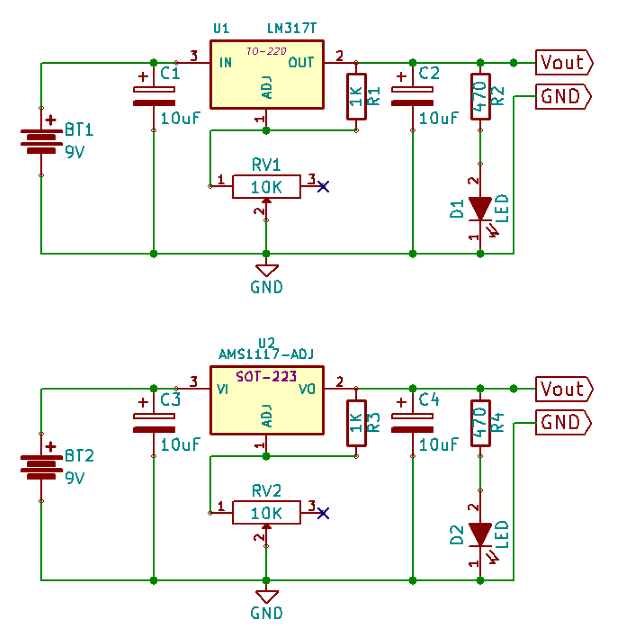 U1 LM317T
TO-220
3 IN OUT 2
ADJ
1
C1
10uF
BT1
9V
RV1
1 10K 3
2
1K
R1
C2
10uF
470
R2
2
D1
LED
1
Vout
GND
GND
U2
AMS1117-ADJ
SOT-223
3 VI VO 2
ADJ
1
C3
10uF
BT2
9V
RV2
1 10K 3
2
1K
R3
C4
10uF
470
R4
2
D2
LED
1
Vout
GND
GND